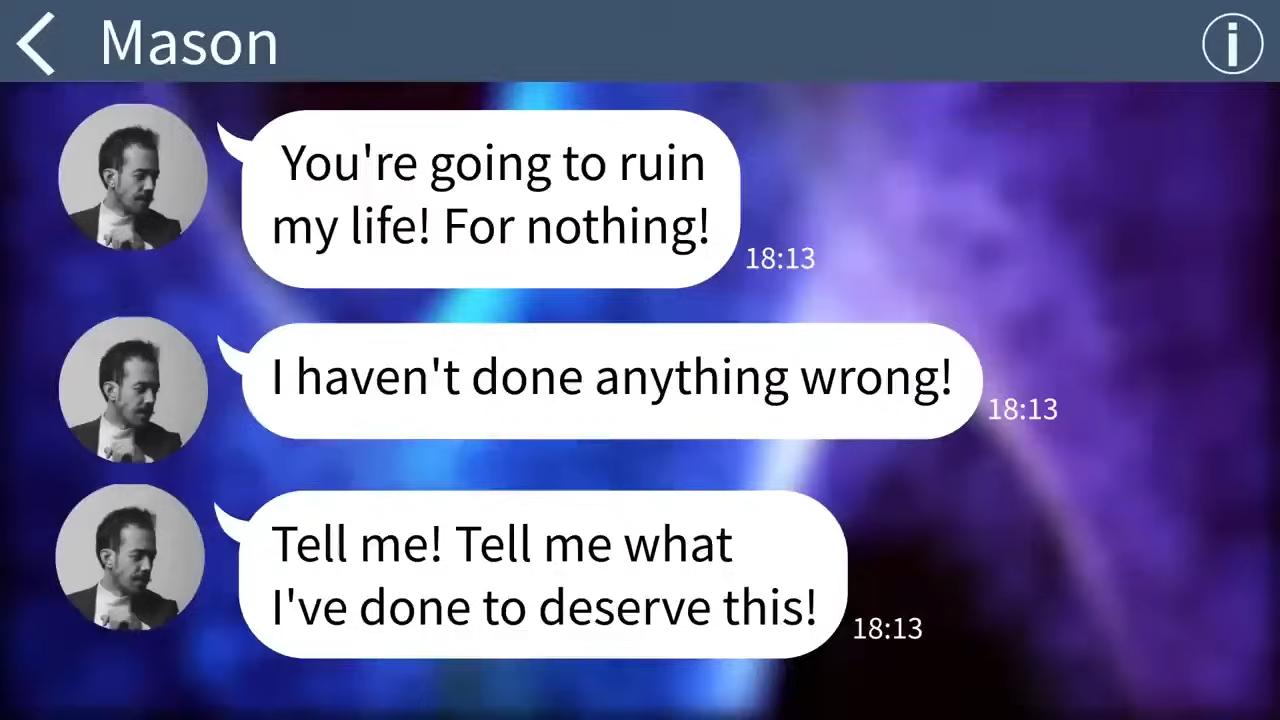 Mason
You're going to ruin
my life! For nothing!
18:13
I haven't done anything wrong!
18:13
Tell me! Tell me what
I've done to deserve this!
18:13